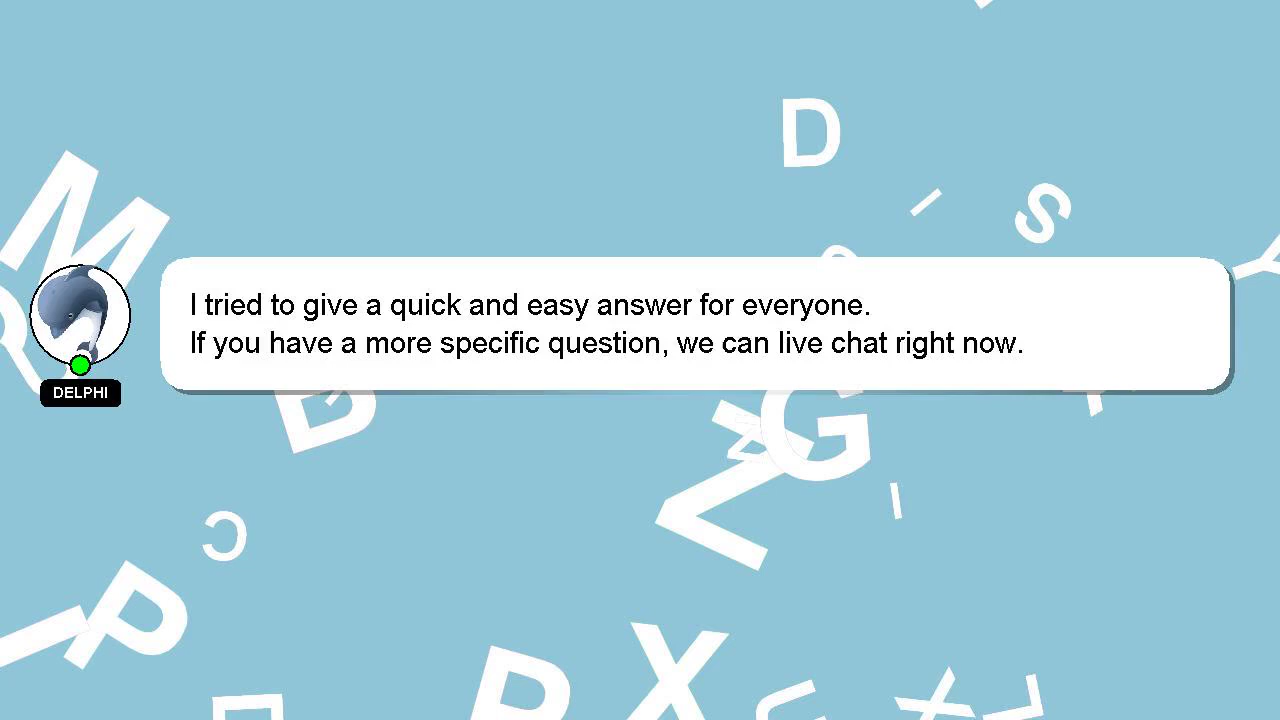 I tried to give a quick and easy answer for everyone.
If you have a more specific question, we can live chat right now.
DELPHI
D
I
S
M
Y
B
G
Z
Z
I
C
P
I
P
X
U
X